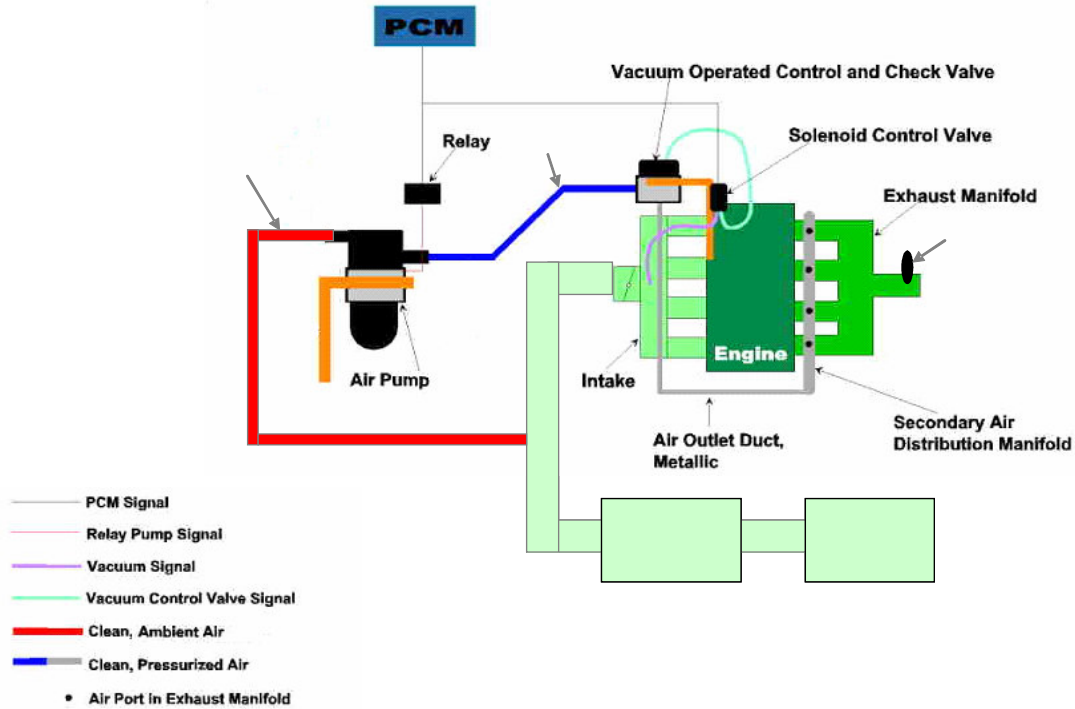 PCM
Vacuum Operated Control and Check Valve
Solenoid Control Valve
Relay
Exhaust Manifold
Engine
Air Pump
Intake
Air Outlet Duct,
Metallic
Secondary Air
Distribution Manifold
PCM Signal
Relay Pump Signal
Vacuum Signal
Vacuum Control Valve Signal
Clean, Ambient Air
Clean, Pressurized Air
Air Port in Exhaust Manifold